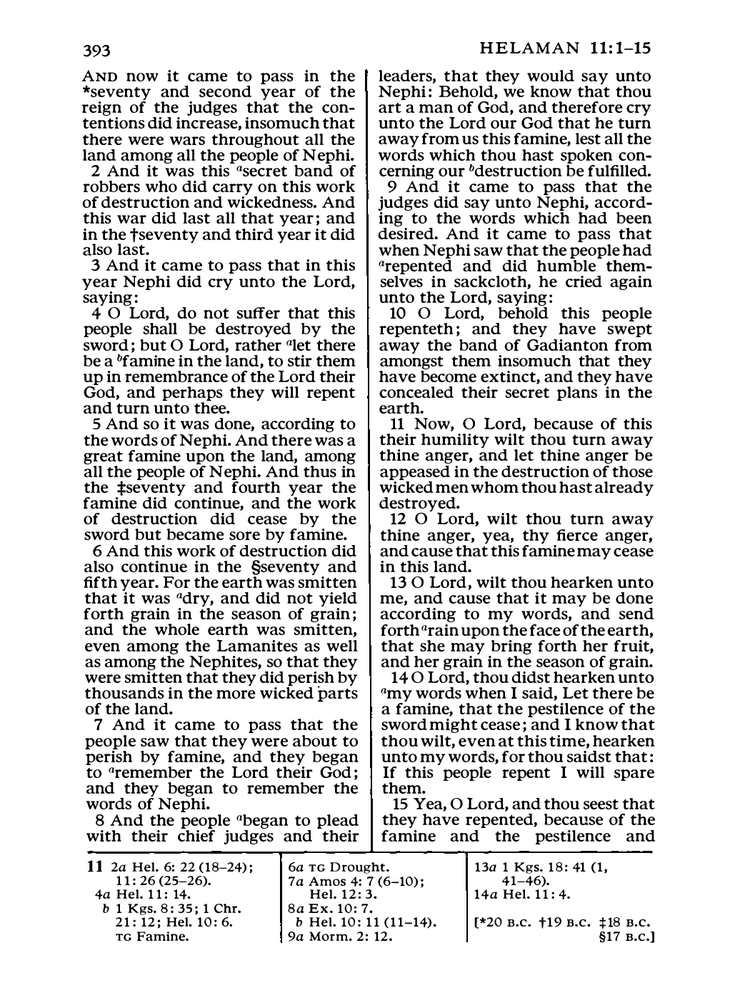 393
HELAMAN 11:1–15
AND now it came to pass in the
*seventy and second year of the
reign of the judges that the con-
tentions did increase, insomuch that
there were wars throughout all the
land among all the people of Nephi.
2 And it was this asecret band of
robbers who did carry on this work
of destruction and wickedness. And
this war did last all that year; and
in the †seventy and third year it did
also last.
3 And it came to pass that in this
year Nephi did cry unto the Lord,
saying:
4 O Lord, do not suffer that this
people shall be destroyed by the
sword; but O Lord, rather alet there
be a bfamine in the land, to stir them
up in remembrance of the Lord their
God, and perhaps they will repent
and turn unto thee.
5 And so it was done, according to
the words of Nephi. And there was a
great famine upon the land, among
all the people of Nephi. And thus in
the ‡seventy and fourth year the
famine did continue, and the work
of destruction did cease by the
sword but became sore by famine.
6 And this work of destruction did
also continue in the §seventy and
fifth year. For the earth was smitten
that it was adry, and did not yield
forth grain in the season of grain;
and the whole earth was smitten,
even among the Lamanites as well
as among the Nephites, so that they
were smitten that they did perish by
thousands in the more wicked parts
of the land.
7 And it came to pass that the
people saw that they were about to
perish by famine, and they began
to aremember the Lord their God;
and they began to remember the
words of Nephi.
8 And the people abegan to plead
with their chief judges and their
leaders, that they would say unto
Nephi: Behold, we know that thou
art a man of God, and therefore cry
unto the Lord our God that he turn
away from us this famine, lest all the
words which thou hast spoken con-
cerning our bdestruction be fulfilled.
9 And it came to pass that the
judges did say unto Nephi, accord-
ing to the words which had been
desired. And it came to pass that
when Nephi saw that the people had
arepented and did humble them-
selves in sackcloth, he cried again
unto the Lord, saying:
10 O Lord, behold this people
repenteth; and they have swept
away the band of Gadianton from
amongst them insomuch that they
have become extinct, and they have
concealed their secret plans in the
earth.
11 Now, O Lord, because of this
their humility wilt thou turn away
thine anger, and let thine anger be
appeased in the destruction of those
wicked men whom thou hast already
destroyed.
12 O Lord, wilt thou turn away
thine anger, yea, thy fierce anger,
and cause that this famine may cease
in this land.
13 O Lord, wilt thou hearken unto
me, and cause that it may be done
according to my words, and send
forth arain upon the face of the earth,
that she may bring forth her fruit,
and her grain in the season of grain.
14 O Lord, thou didst hearken unto
amy words when I said, Let there be
a famine, that the pestilence of the
sword might cease; and I know that
thou wilt, even at this time, hearken
unto my words, for thou saidst that:
If this people repent I will spare
them.
15 Yea, O Lord, and thou seest that
they have repented, because of the
famine and the pestilence and
11 2a Hel. 6: 22 (18–24);
11: 26 (25–26).
4a Hel. 11: 14.
b 1 Kgs. 8: 35; 1 Chr.
21: 12; Hel. 10: 6.
TG Famine.
6a TG Drought.
7a Amos 4: 7 (6–10);
Hel. 12: 3.
8a Ex. 10: 7.
b Hel. 10: 11 (11–14).
9a Morm. 2: 12.
13a 1 Kgs. 18: 41 (1,
41–46).
14a Hel. 11: 4.
[*20 B.C. †19 B.C. ‡18 B.C.
§17 B.C.]